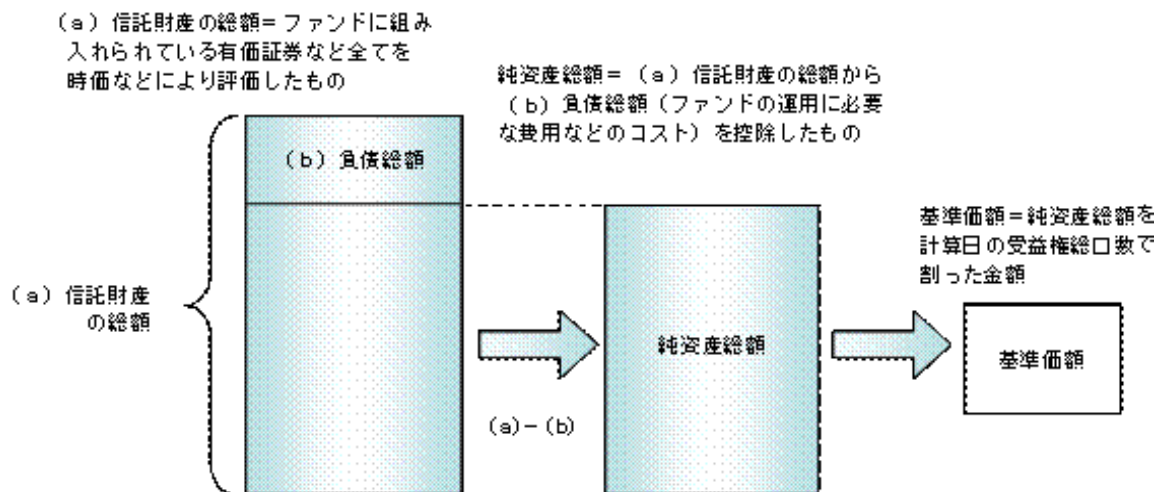 (a) 信託財産の総額=ファンドに組み
入れられている有価証券など全てを
時価などにより評価したもの
純資産総額=(a)信託財産の総額から
(b)負債総額(ファンドの運用に必要
な費用などのコスト)を控除したもの
(b)負債総額
基準価額=純資産総額を
計算日の受益権総口数で
割った金額
(a)信託財産
の総額
純資産総額
基準価額
(a)-(b)